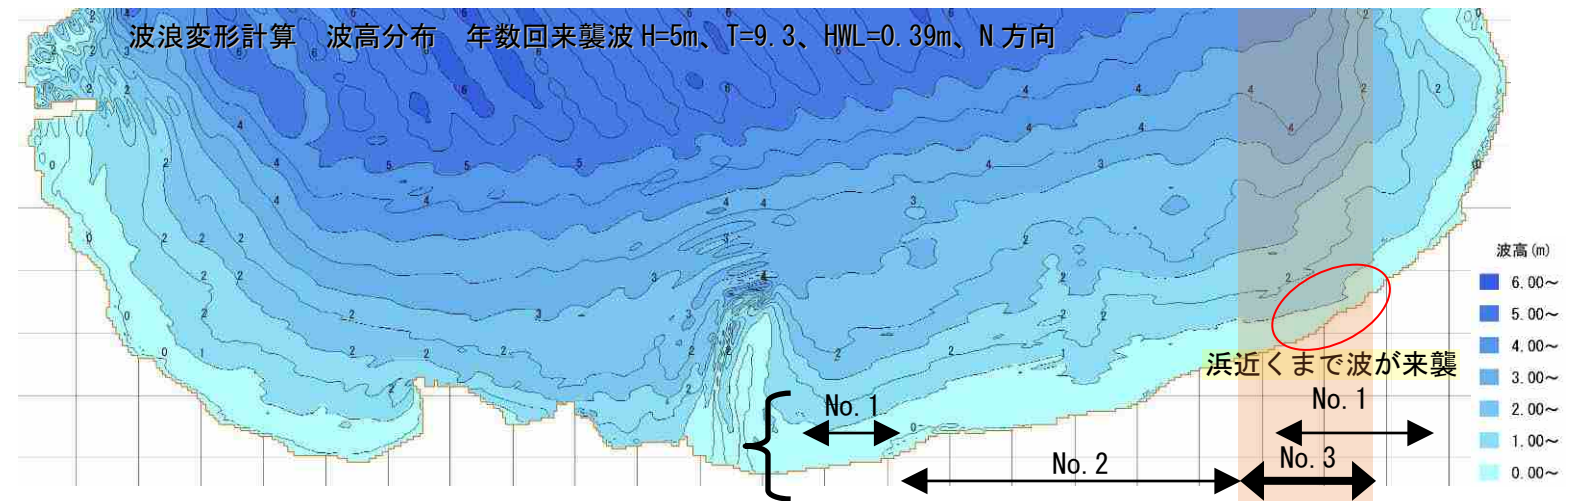 波浪変形計算 波高分布 年数回来襲波 H=5m、T=9.3、HWL=0.39m、N 方向
波高(m)
6.00～
5.00～
4.00～
3.00～
2.00～
1.00～
0.00～
浜近くまで波が来襲
No.1
No.1
No.2
No.3